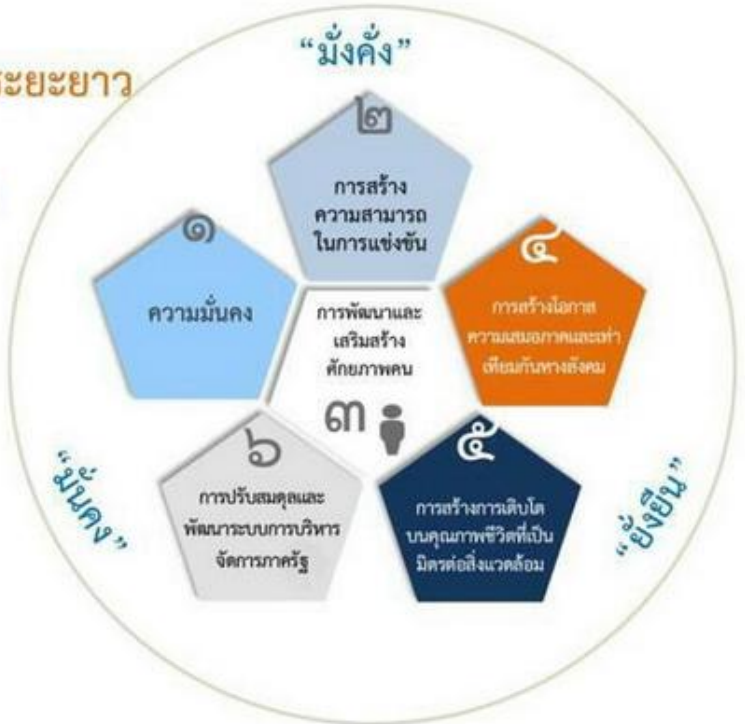 ระยะยาว
“มั่งคั่ง”
๒
การสร้าง
ความสามารถ
ในการแข่งขัน
๑
ความมั่นคง
๔
การสร้างโอกาส
ความเสมอภาคและเท่า
เทียมกันทางสังคม
การพัฒนาและ
เสริมสร้าง
ศักยภาพคน
๓
๖
การปรับสมดุลและ
พัฒนาระบบการบริหาร
จัดการภาครัฐ
๕
การสร้างการเติบโต
บนคุณภาพชีวิตที่เป็น
มิตรต่อสิ่งแวดล้อม
“มั่นคง”
“ยั่งยืน”